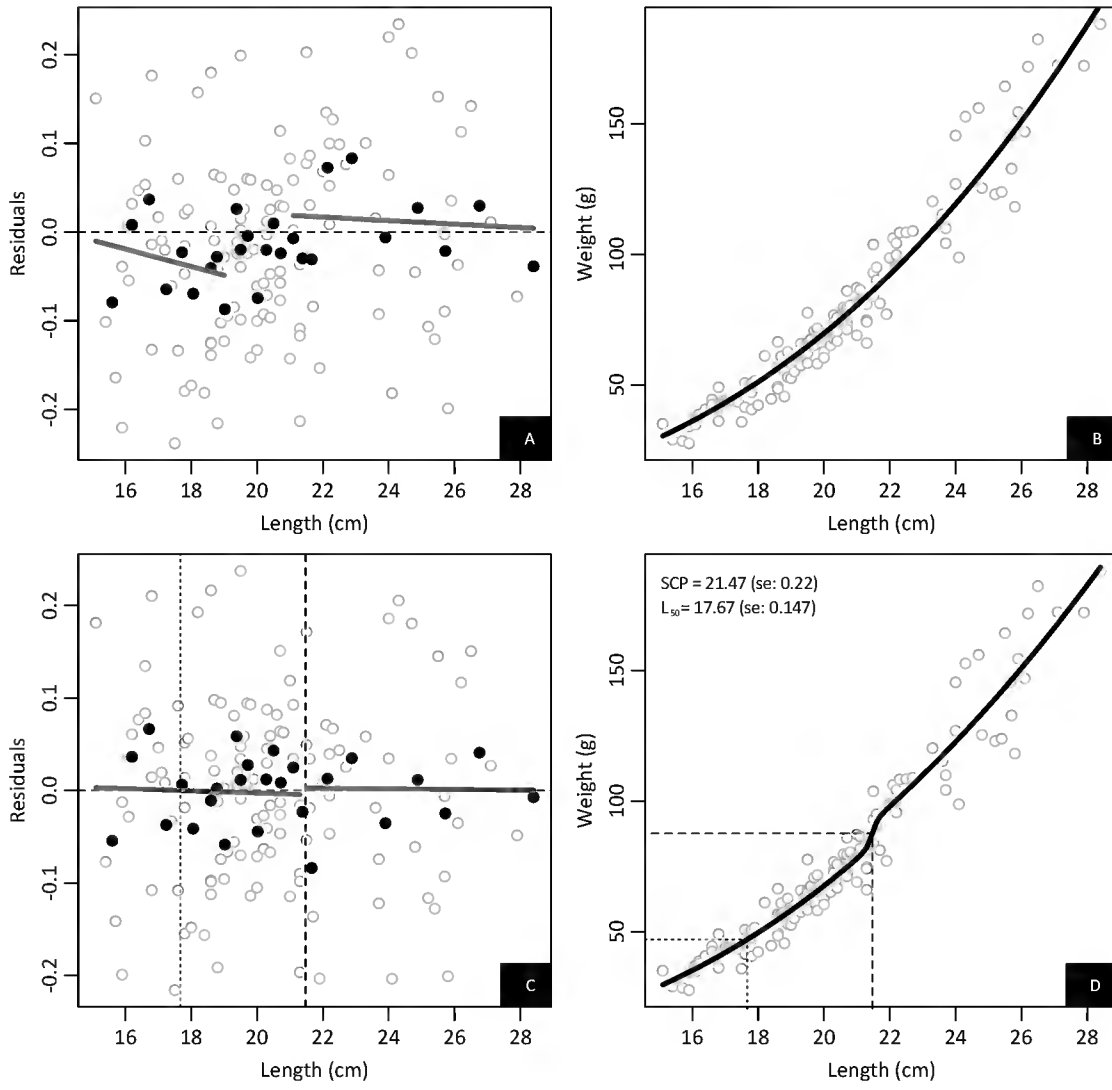 Residuals
0.2
0.1
0.0
-0.1
-0.2
16 18 20 22 24 26 28
Length (cm)
A
Weight (g)
150
100
50
16 18 20 22 24 26 28
Length (cm)
B
Residuals
0.2
0.1
0.0
-0.1
-0.2
16 18 20 22 24 26 28
Length (cm)
C
SCP = 21.47 (se: 0.22)
L50= 17.67 (se: 0.147)
Weight (g)
150
100
50
16 18 20 22 24 26 28
Length (cm)
D